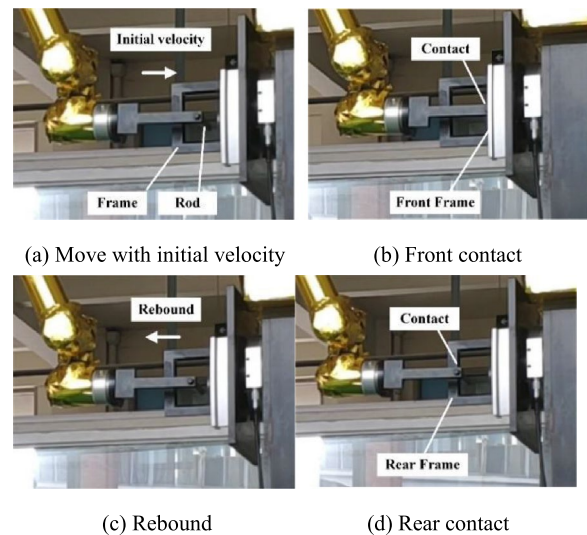 Initial velocity
Frame
Rod
(a) Move with initial velocity
Contact
Front Frame
(b) Front contact
Rebound
(c) Rebound
Contact
Rear Frame
(d) Rear contact